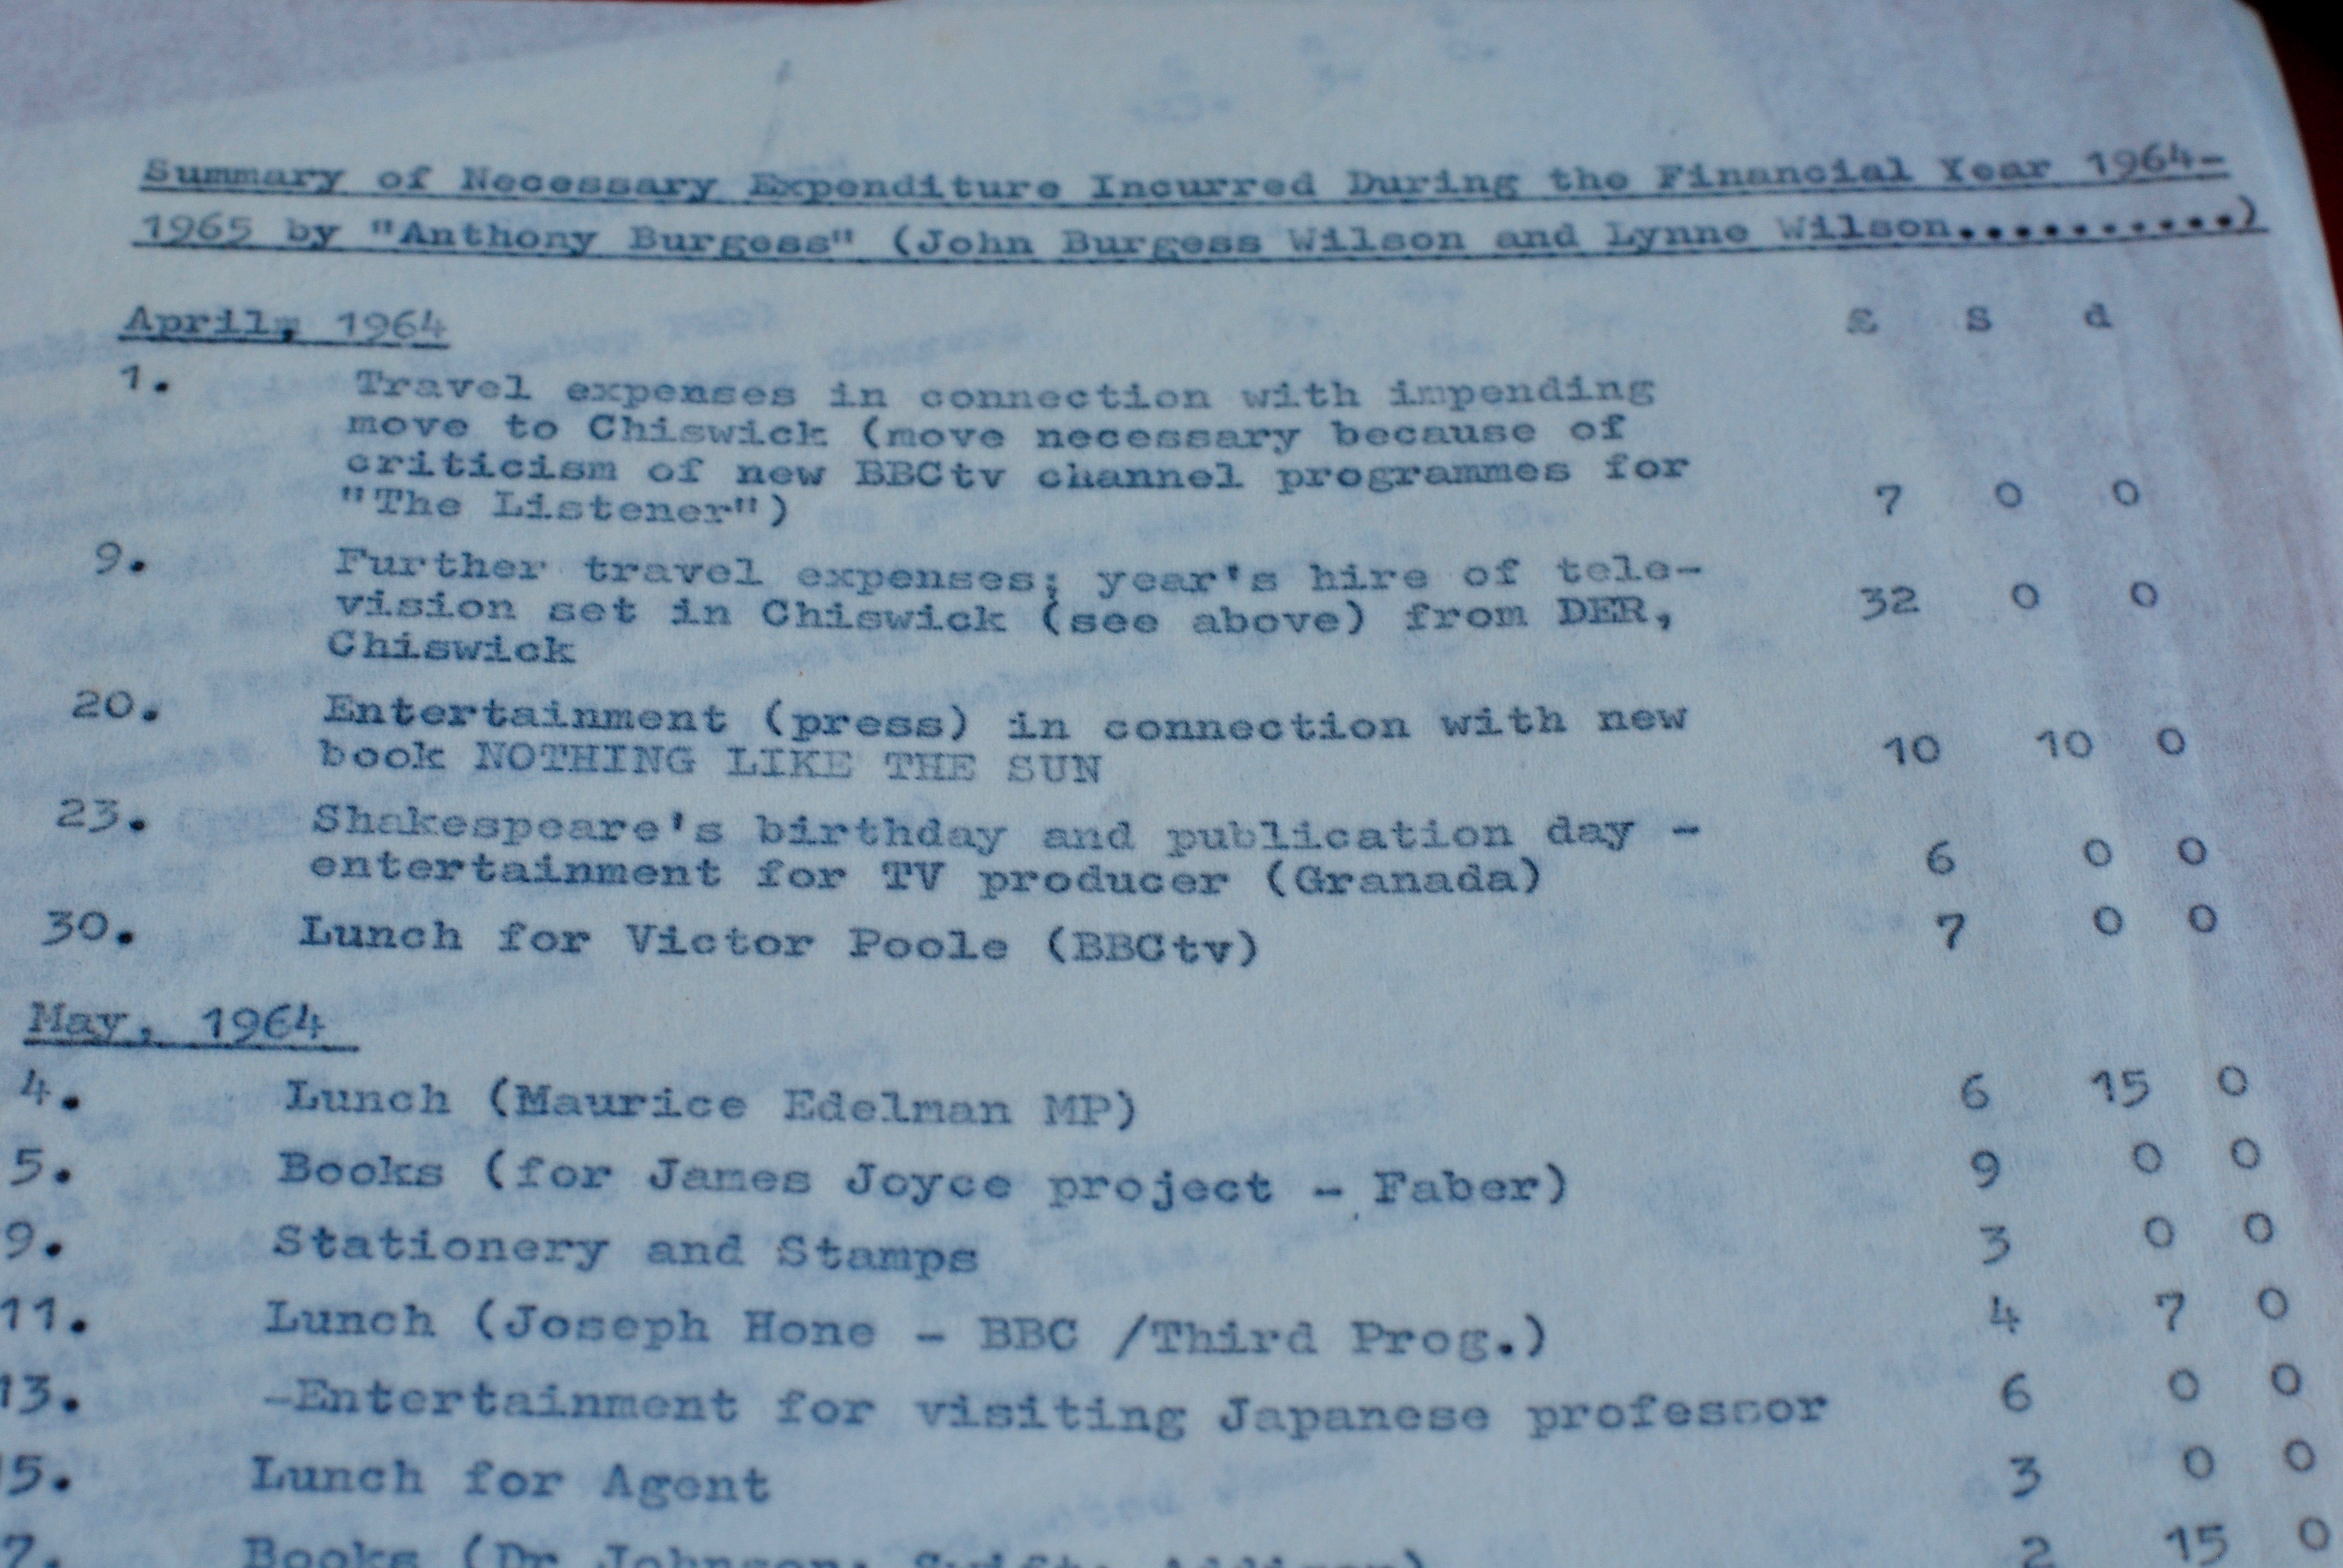 Summary of Necessary Expenditure Incurred During the Financial Year 1964-
1965 by "Anthony Burgess" (John Burgess Wilson and Lynne Wilson..........)
April, 1964 £ s d
1. Travel expenses in connection with impending
move to Chiswick (move necessary because of
criticism of new BBCtv channel programmes for
"The Listener") 7 0 0
9. Further travel expenses; year's hire of tele-
vision set in Chiswick (see above) from DER, 32 0 0
Chiswick
20. Entertainment (press) in connection with new
book NOTHING LIKE THE SUN 10 10 0
23. Shakespeare's birthday and publication day -
entertainment for TV producer (Granada) 6 0 0
30. Lunch for Victor Poole (BBCtv) 7 0 0
May, 1964
4. Lunch (Maurice Edelman MP) 6 15 0
5. Books (for James Joyce project - Faber) 9 0 0
9. Stationery and Stamps 3 0 0
11. Lunch (Joseph Hone - BBC /Third Prog.) 4 7 0
13. -Entertainment for visiting Japanese professor 6 0 0
15. Lunch for Agent 3 0 0
7. Books (Dr Johnson; Swift; Addison) 2 15 0